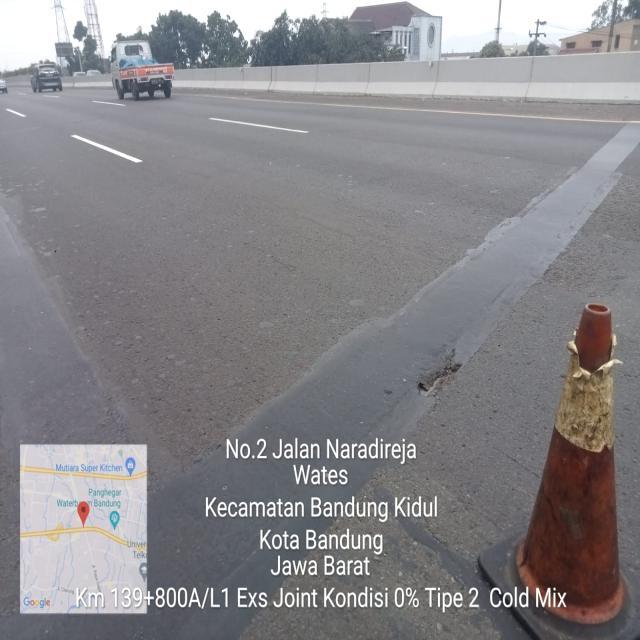 No.2 Jalan Naradireja
Wates
Kecamatan Bandung Kidul
Kota Bandung
Jawa Barat
Km 139+800A/L1 Exs Joint Kondisi 0% Tipe 2 Cold Mix
Mutiara Super Kitchen
Panghegar
Bandung
Google